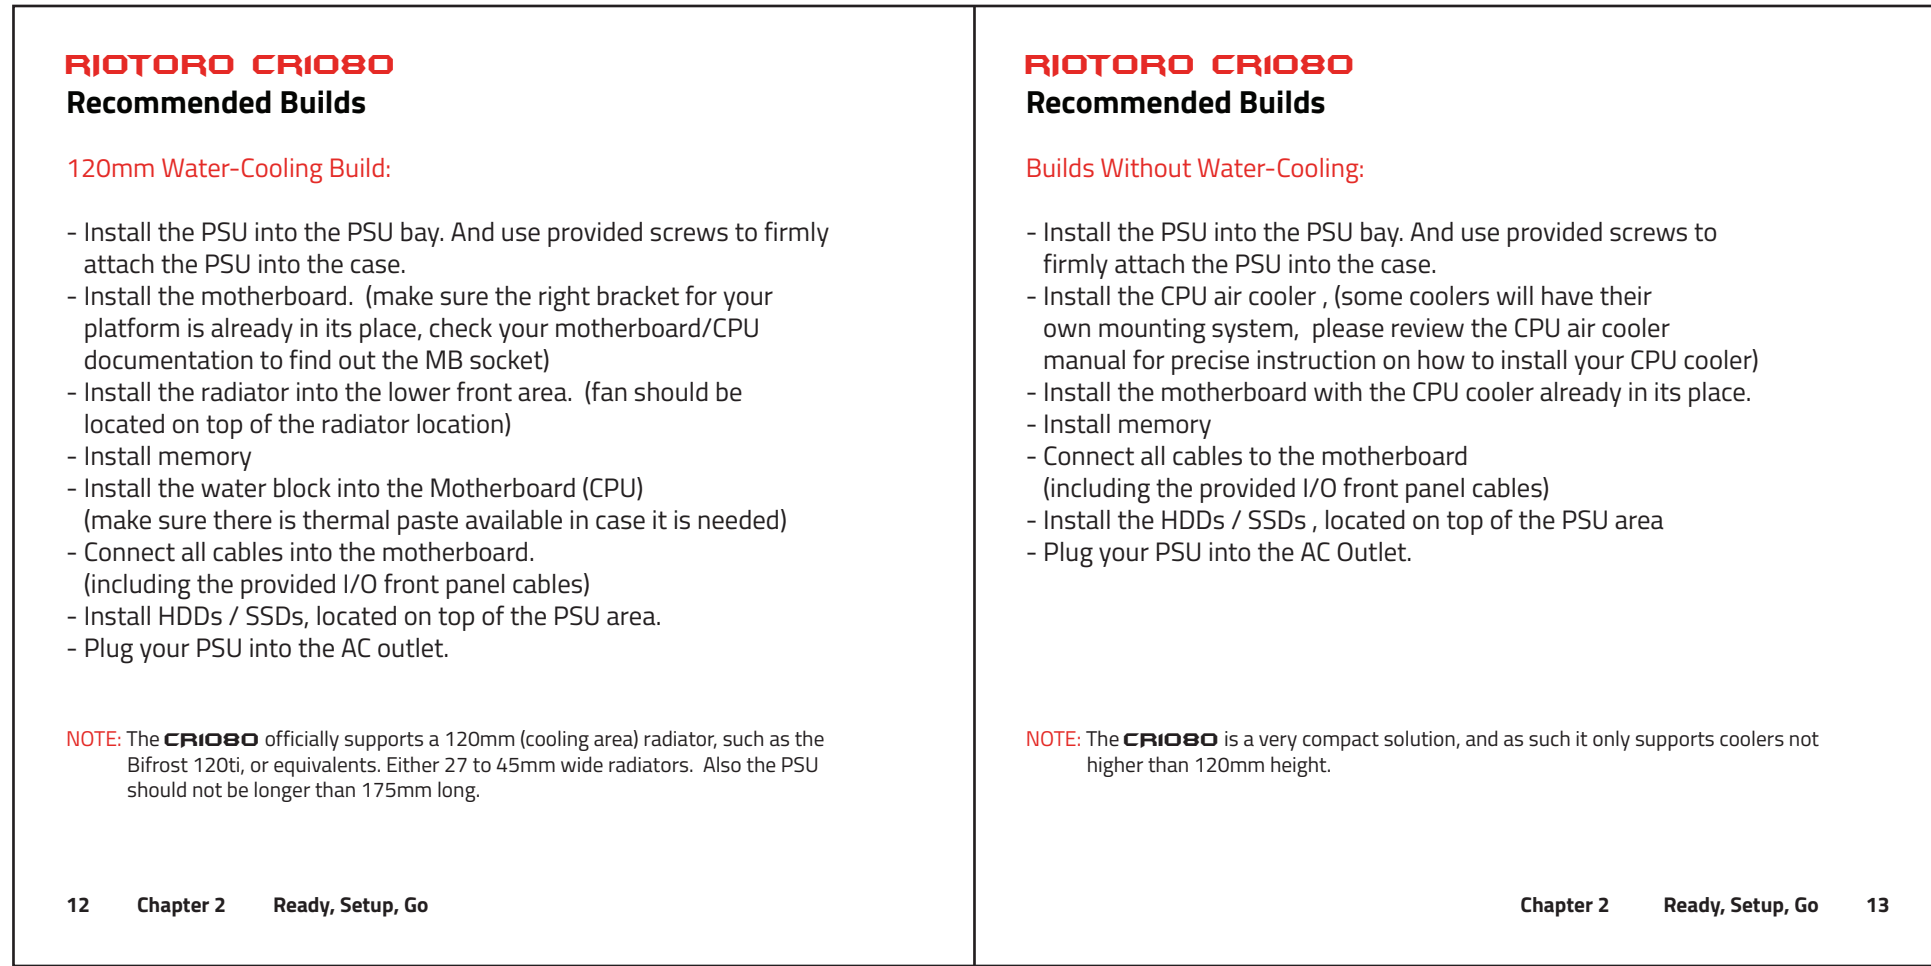 RIOTORO CR1080
Recommended Builds
120mm Water-Cooling Build:
- Install the PSU into the PSU bay. And use provided screws to firmly
attach the PSU into the case.
- Install the motherboard.  (make sure the right bracket for your
platform is already in its place, check your motherboard/CPU
documentation to find out the MB socket)
- Install the radiator into the lower front area.  (fan should be
located on top of the radiator location)
- Install memory
- Install the water block into the Motherboard (CPU)
(make sure there is thermal paste available in case it is needed)
- Connect all cables into the motherboard.
(including the provided I/O front panel cables)
- Install HDDs / SSDs, located on top of the PSU area.
- Plug your PSU into the AC outlet.
NOTE: The CR1080 officially supports a 120mm (cooling area) radiator, such as the
Bifrost 120ti, or equivalents. Either 27 to 45mm wide radiators.  Also the PSU
should not be longer than 175mm long.
12 Chapter 2 Ready, Setup, Go
RIOTORO CR1080
Recommended Builds
Builds Without Water-Cooling:
- Install the PSU into the PSU bay. And use provided screws to
firmly attach the PSU into the case.
- Install the CPU air cooler , (some coolers will have their
own mounting system,  please review the CPU air cooler
manual for precise instruction on how to install your CPU cooler)
- Install the motherboard with the CPU cooler already in its place.
- Install memory
- Connect all cables to the motherboard
(including the provided I/O front panel cables)
- Install the HDDs / SSDs , located on top of the PSU area
- Plug your PSU into the AC Outlet.
NOTE: The CR1080 is a very compact solution, and as such it only supports coolers not
higher than 120mm height.
Chapter 2 Ready, Setup, Go 13